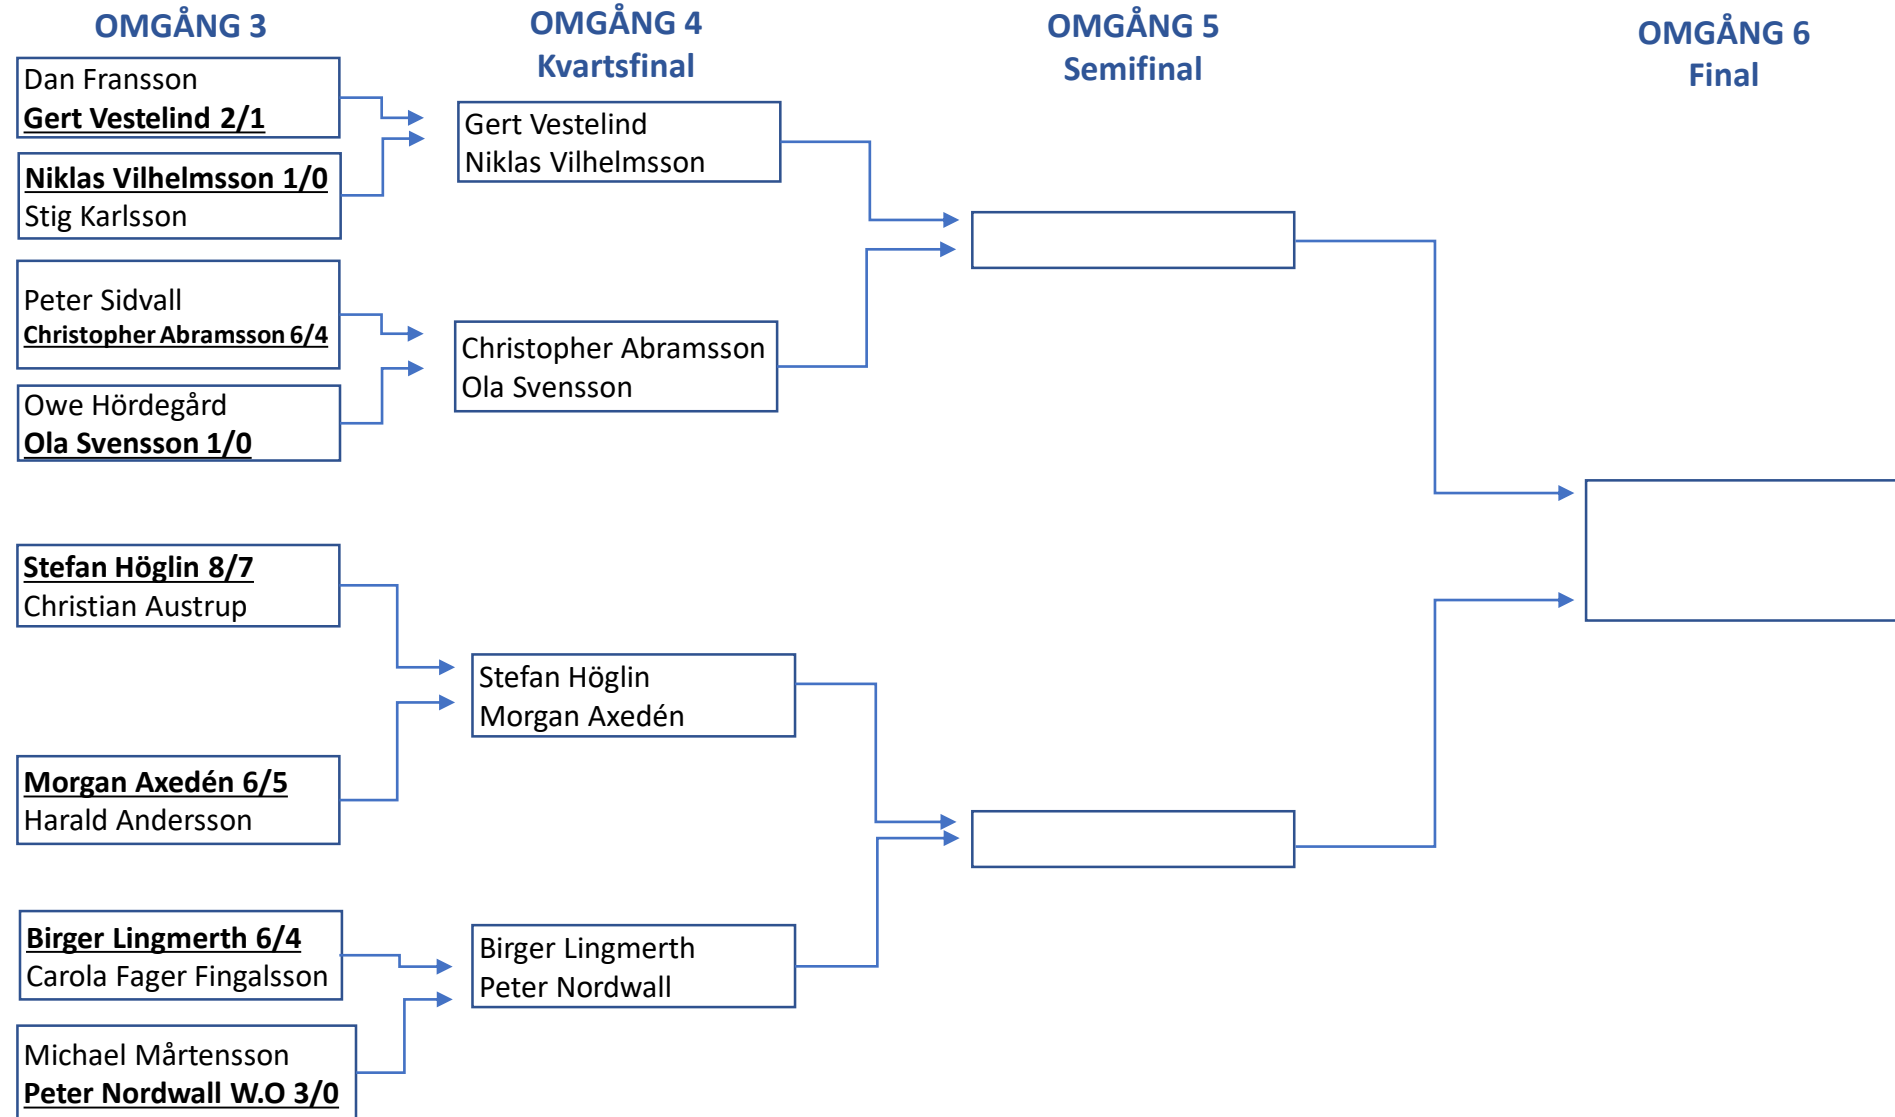 OMGÅNG 3
Dan Fransson
Gert Vestelind 2/1
Niklas Vilhelmsson 1/0
Stig Karlsson
Peter Sidvall
Christopher Abramsson 6/4
Owe Hördegård
Ola Svensson 1/0
Stefan Höglin 8/7
Christian Austrup
Morgan Axedén 6/5
Harald Andersson
Birger Lingmerth 6/4
Carola Fager Fingalsson
Michael Mårtensson
Peter Nordwall W.O 3/0
OMGÅNG 4
Kvartsfinal
Gert Vestelind
Niklas Vilhelmsson
Christopher Abramsson
Ola Svensson
Stefan Höglin
Morgan Axedén
Birger Lingmerth
Peter Nordwall
OMGÅNG 5
Semifinal
OMGÅNG 6
Final